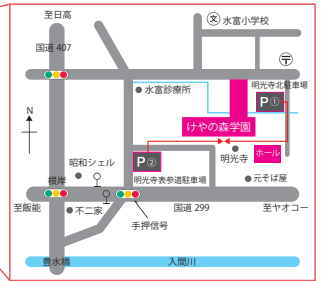 至日高
文 水富小学校
国道 407
〒
明光寺北駐車場
水富診療所
P①
けやの森学園
N
昭和シェル
P②
明光寺
ホール
根岸
明光寺表参道駐車場
元そば屋
至飯能
不二家
国道 299
至ヤオコー
手押信号
豊水橋
入間川